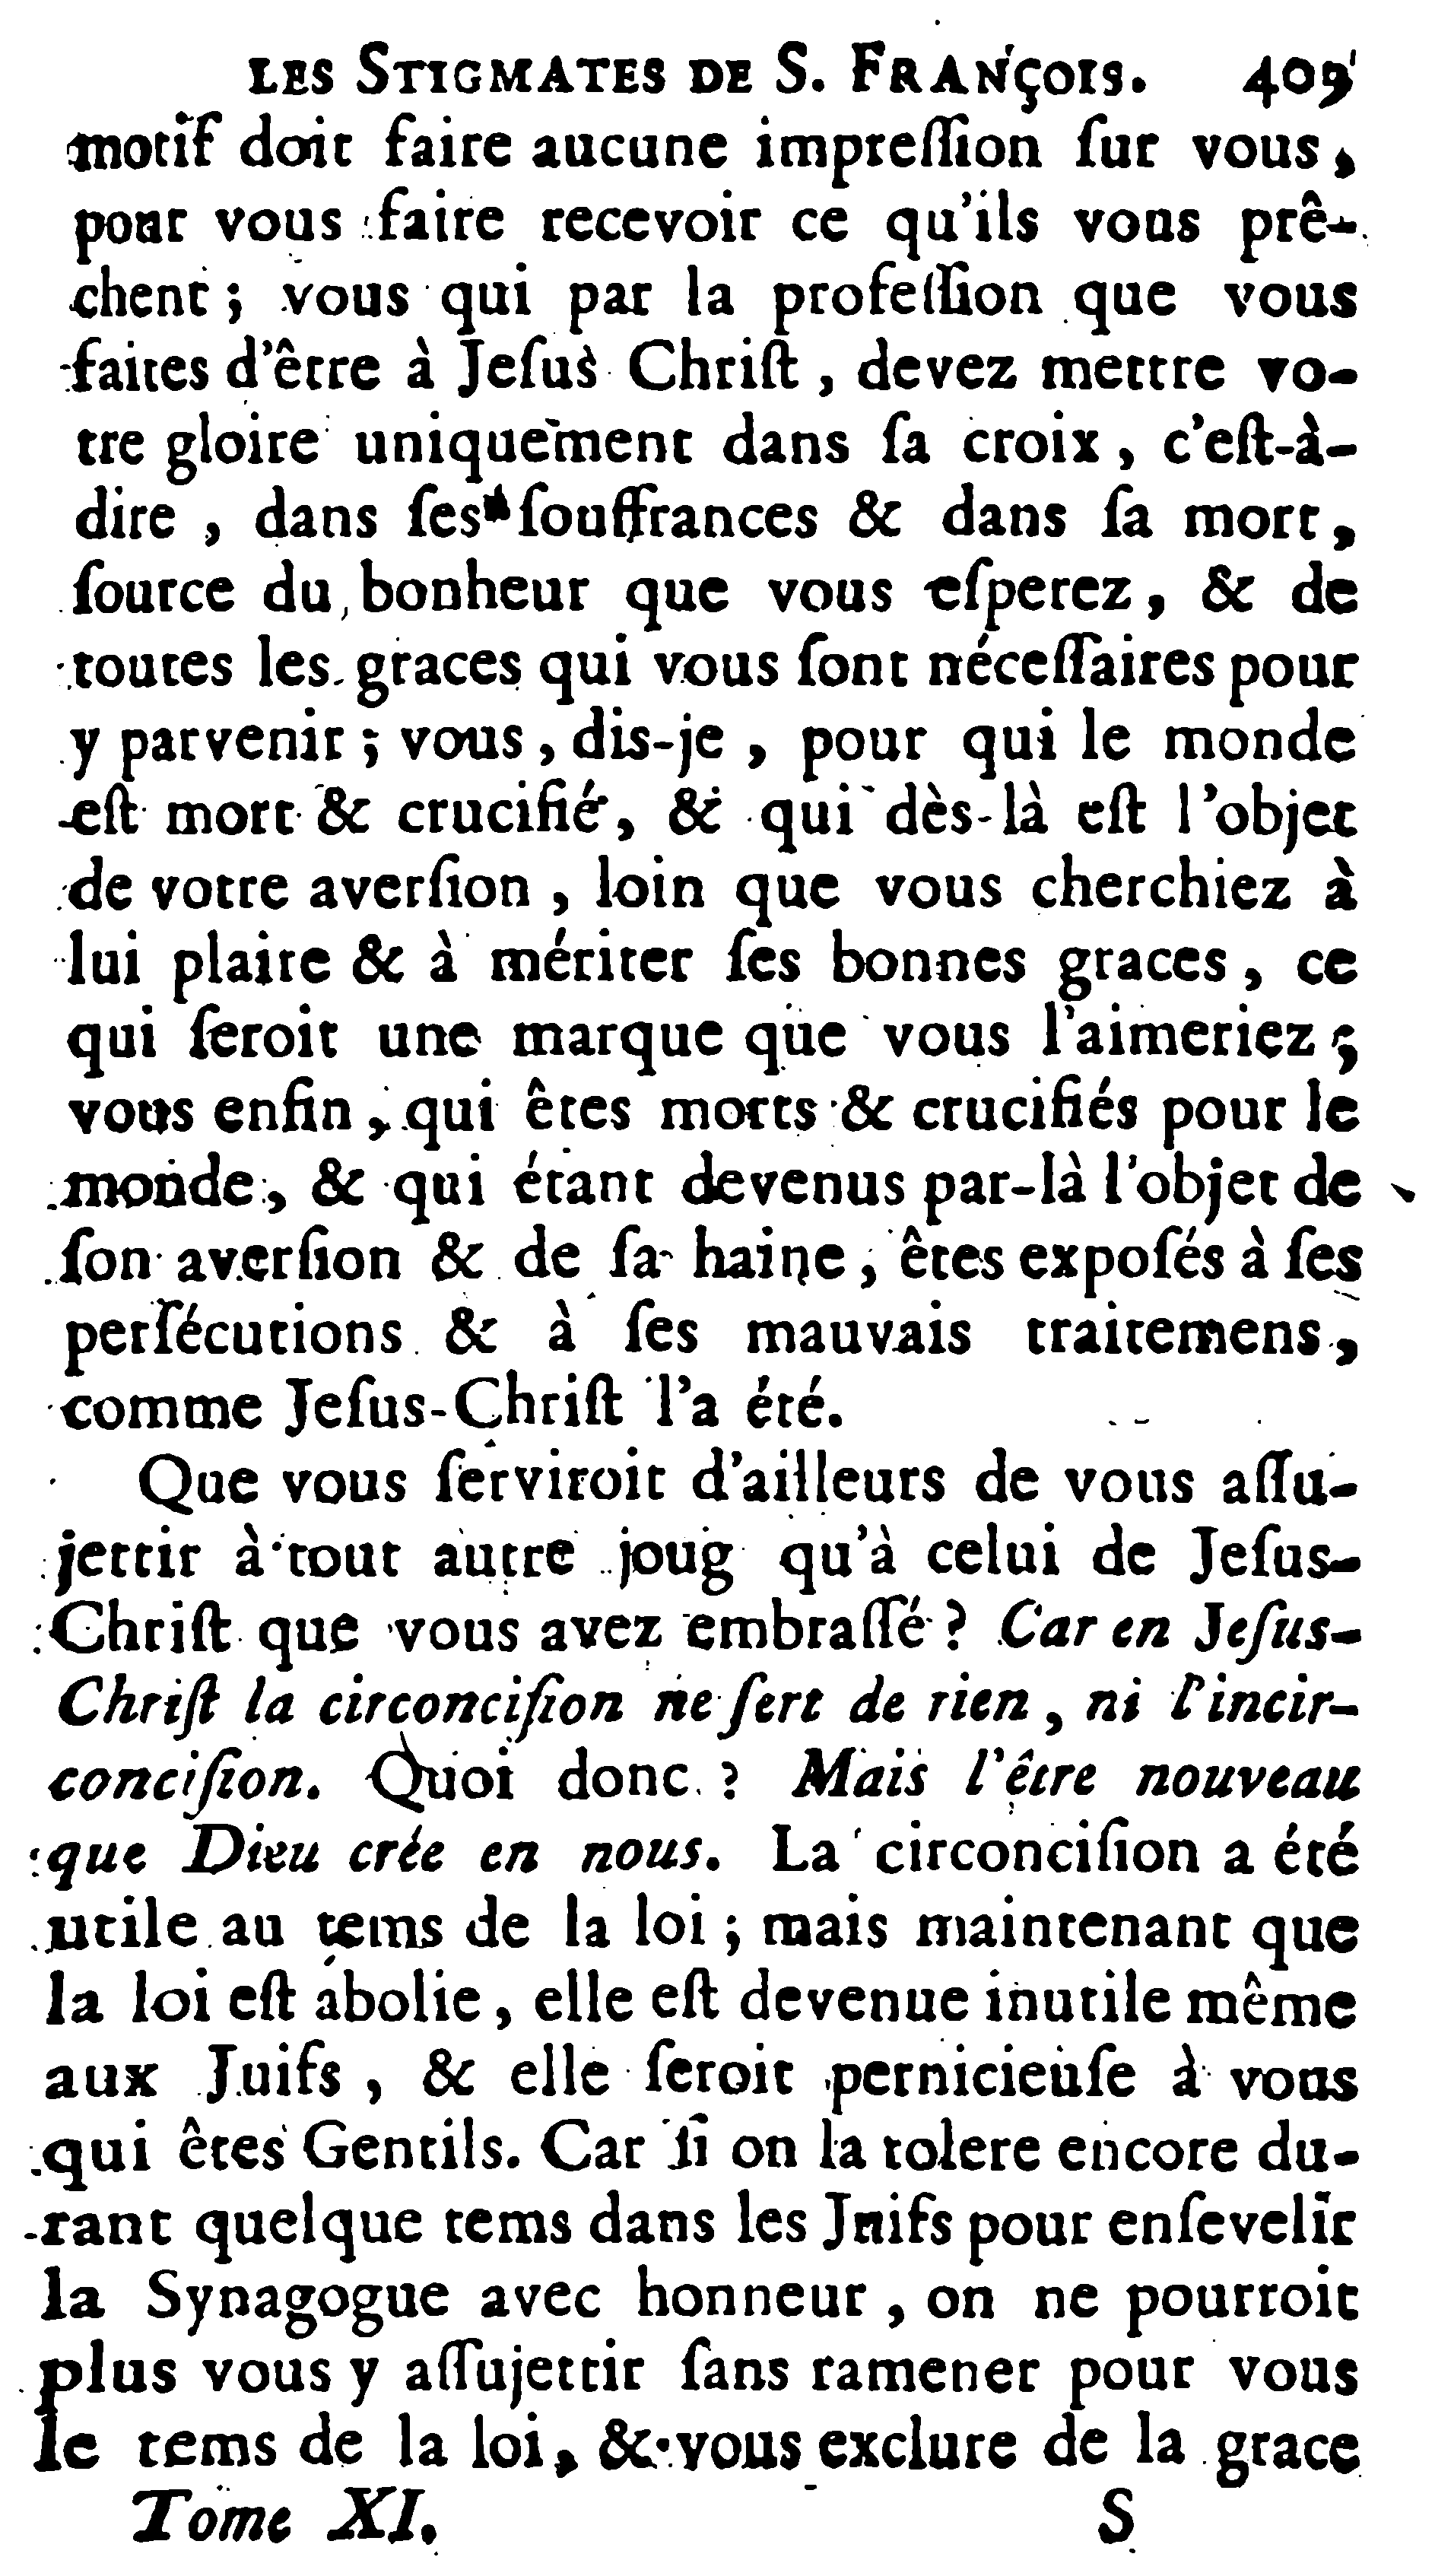 LES STIGMATES DE S. FRANÇOIS. 409
motif doit faire aucune impreſſion ſur vous,
pour vous faire recevoir ce qu'ils vous prê-
chent ; vous qui par la profeſſion que vous
faites d'être à Jeſus Chriſt , devez mettre vo-
tre gloire uniquement dans ſa croix , c'eſt-à-
dire , dans ſes ſouffrances & dans ſa mort,
ſource du bonheur que vous eſperez, & de
toutes les graces qui vous ſont néceſſaires pour
y parvenir ; vous , dis-je , pour qui le monde
eſt mort & crucifié, & qui dès-là eſt l'objet
de votre averſion , loin que vous cherchiez à
lui plaire & à mériter ſes bonnes graces, ce
qui ſeroit une marque que vous l'aimeriez ;
vous enfin, qui êtes morts & crucifiés pour le
monde, & qui étant devenus par-là l'objet de
ſon averſion & de ſa haine, êtes expoſés à ſes
perſécutions & à ſes mauvais traitemens,
comme Jeſus-Chriſt l'a été.
Que vous ſerviroit d'ailleurs de vous aſſu-
jettir à tout autre joug qu'à celui de Jeſus-
Chriſt que vous avez embraſſé ? Car en Jeſus-
Chriſt la circonciſion ne ſert de rien , ni l'incir-
conciſion. Quoi donc ? Mais l'être nouveau
que Dieu crée en nous. La circonciſion a été
utile au tems de la loi ; mais maintenant que
la loi eſt abolie, elle eſt devenue inutile même
aux Juifs , & elle ſeroit pernicieuſe à vous
qui êtes Gentils. Car ſi on la tolere encore du-
rant quelque tems dans les Juifs pour enſevelir
la Synagogue avec honneur , on ne pourroit
plus vous y aſſujettir ſans ramener pour vous
le tems de la loi, & vous exclure de la grace
Tome XI. S